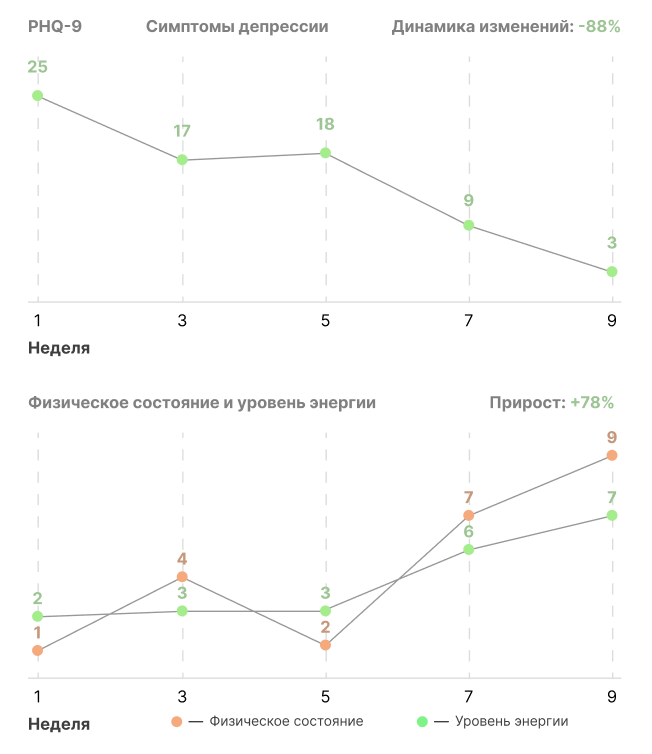 PHQ-9 Симптомы депрессии Динамика изменений: -88%
25
17
18
9
3
1 3 5 7 9
Неделя
Физическое состояние и уровень энергии Прирост: +78%
9
7
7
6
4
3
3
2
2
1
1 3 5 7 9
Неделя — Физическое состояние — Уровень энергии